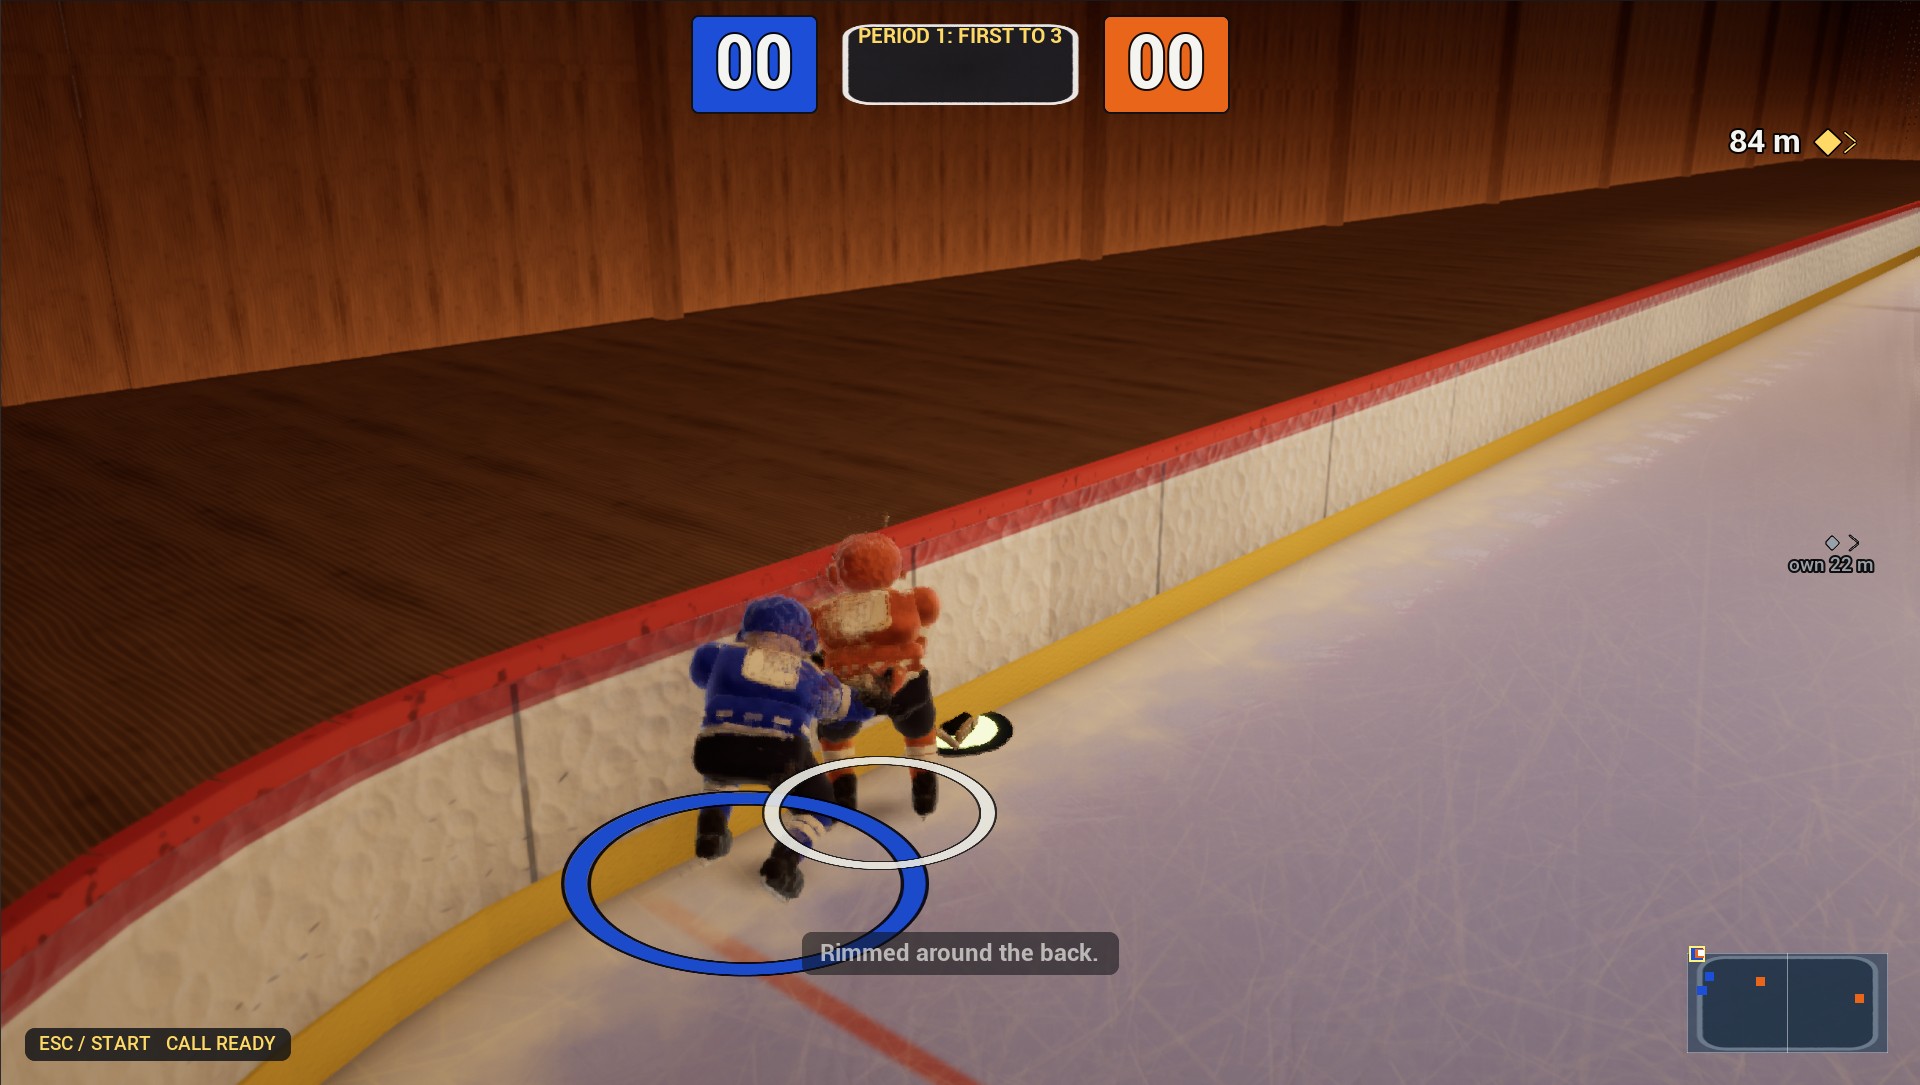 00
PERIOD 1: FIRST TO 3
00
84 m
own 22 m
Rimmed around the back.
ESC / START CALL READY